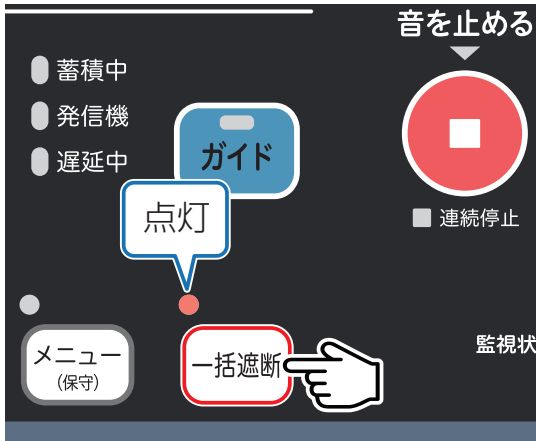 音を止める
蓄積中
発信機
遅延中
ガイド
連続停止
点灯
メニュー
(保守)
一括遮断
監視状